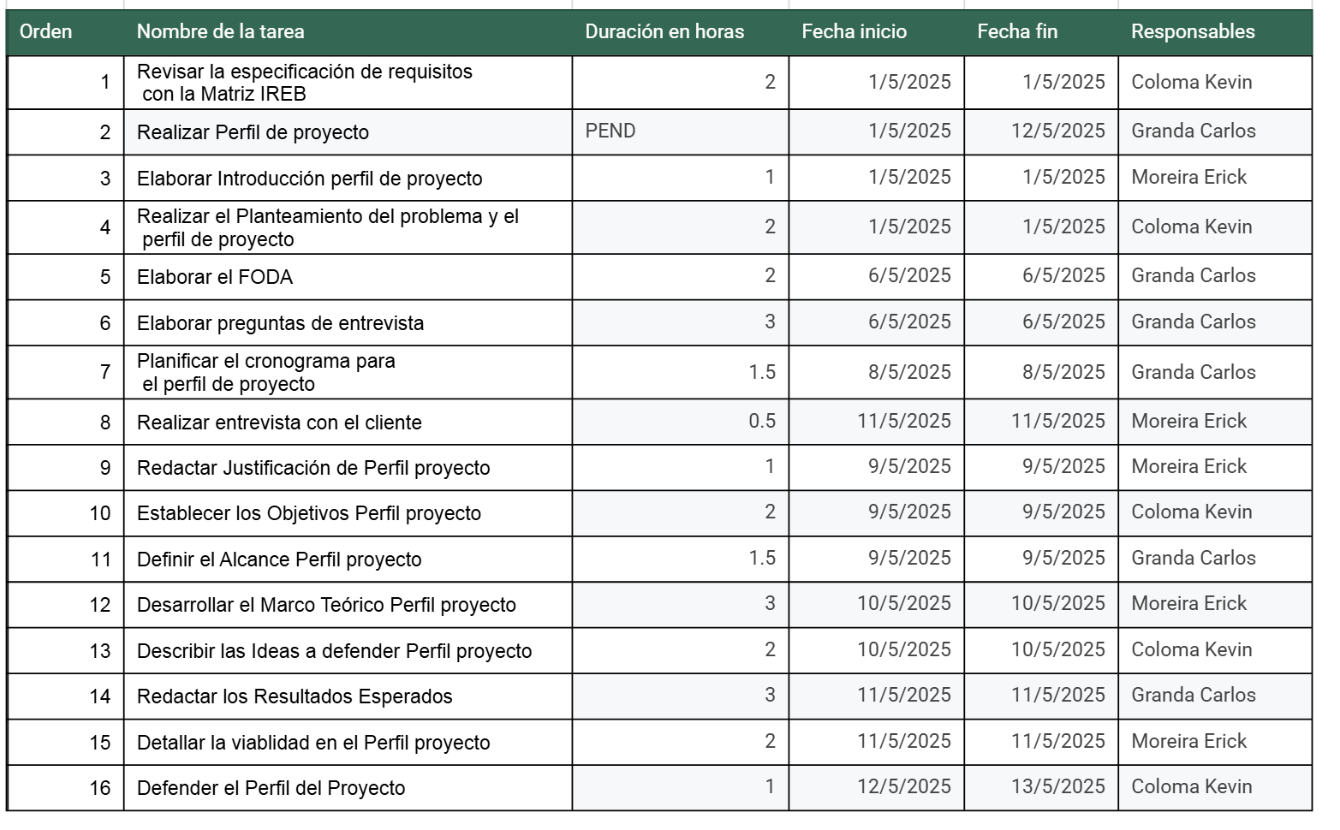 Orden Nombre de la tarea Duración en horas Fecha inicio Fecha fin Responsables
1 Revisar la especificación de requisitos
con la Matriz IREB 2 1/5/2025 1/5/2025 Coloma Kevin
2 Realizar Perfil de proyecto PEND 1/5/2025 12/5/2025 Granda Carlos
3 Elaborar Introducción perfil de proyecto 1 1/5/2025 1/5/2025 Moreira Erick
4 Realizar el Planteamiento del problema y el
perfil de proyecto 2 1/5/2025 1/5/2025 Coloma Kevin
5 Elaborar el FODA 2 6/5/2025 6/5/2025 Granda Carlos
6 Elaborar preguntas de entrevista 3 6/5/2025 6/5/2025 Granda Carlos
7 Planificar el cronograma para
el perfil de proyecto 1.5 8/5/2025 8/5/2025 Granda Carlos
8 Realizar entrevista con el cliente 0.5 11/5/2025 11/5/2025 Moreira Erick
9 Redactar Justificación de Perfil proyecto 1 9/5/2025 9/5/2025 Moreira Erick
10 Establecer los Objetivos Perfil proyecto 2 9/5/2025 9/5/2025 Coloma Kevin
11 Definir el Alcance Perfil proyecto 1.5 9/5/2025 9/5/2025 Granda Carlos
12 Desarrollar el Marco Teórico Perfil proyecto 3 10/5/2025 10/5/2025 Moreira Erick
13 Describir las Ideas a defender Perfil proyecto 2 10/5/2025 10/5/2025 Coloma Kevin
14 Redactar los Resultados Esperados 3 11/5/2025 11/5/2025 Granda Carlos
15 Detallar la viablidad en el Perfil proyecto 2 11/5/2025 11/5/2025 Moreira Erick
16 Defender el Perfil del Proyecto 1 12/5/2025 13/5/2025 Coloma Kevin